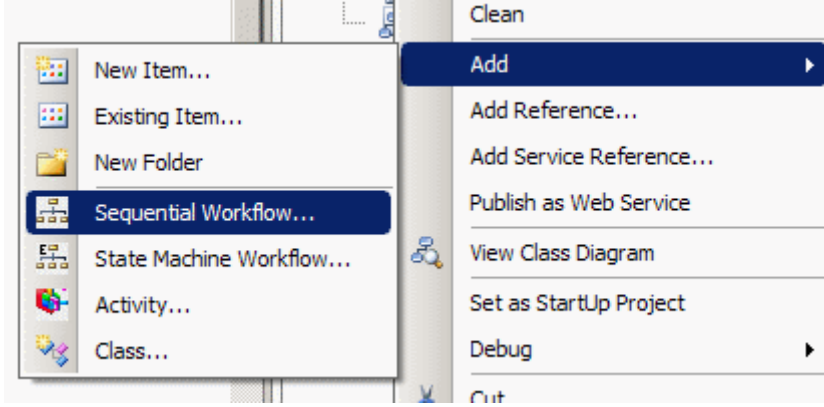 Clean
Add
Add Reference...
Add Service Reference...
Publish as Web Service
View Class Diagram
Set as StartUp Project
Debug
Cut
New Item...
Existing Item...
New Folder
Sequential Workflow...
State Machine Workflow...
Activity...
Class...